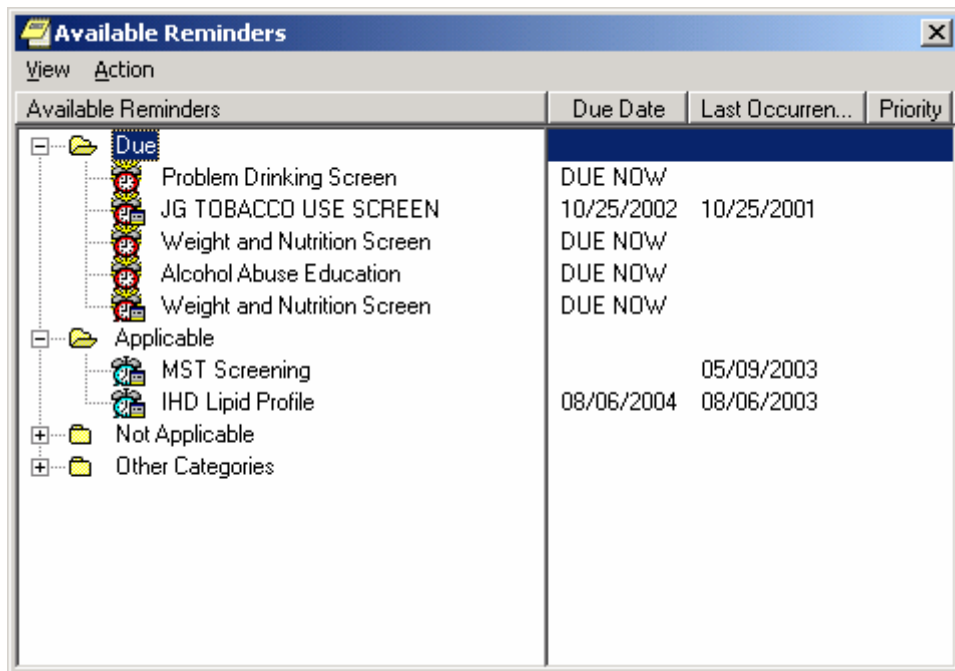 Available Reminders
View Action
Available Reminders Due Date Last Occurren... Priority
Due
Problem Drinking Screen DUE NOW
JG TOBACCO USE SCREEN 10/25/2002 10/25/2001
Weight and Nutrition Screen DUE NOW
Alcohol Abuse Education DUE NOW
Weight and Nutrition Screen DUE NOW
Applicable
MST Screening 05/09/2003
IHD Lipid Profile 08/06/2004 08/06/2003
Not Applicable
Other Categories